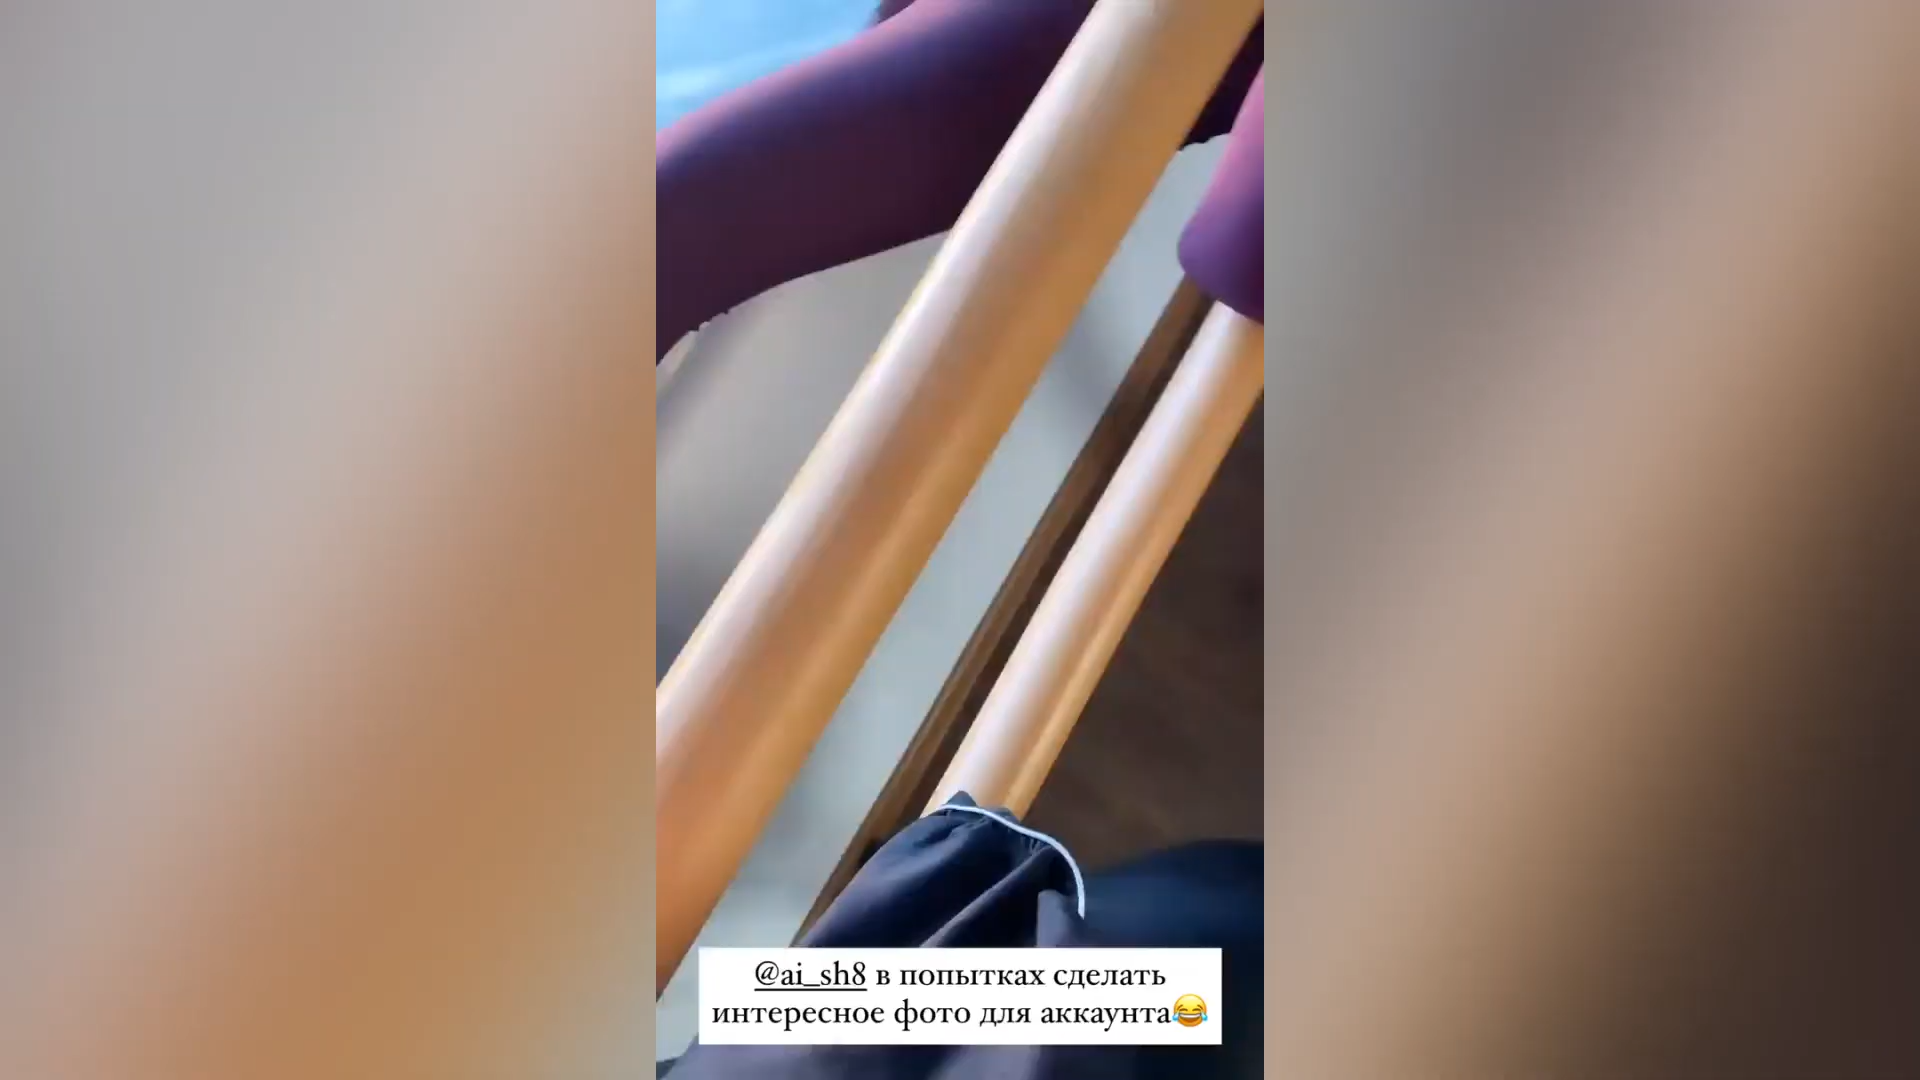 @ai_sh8 в попытках сделать
интересное фото для аккаунта😂